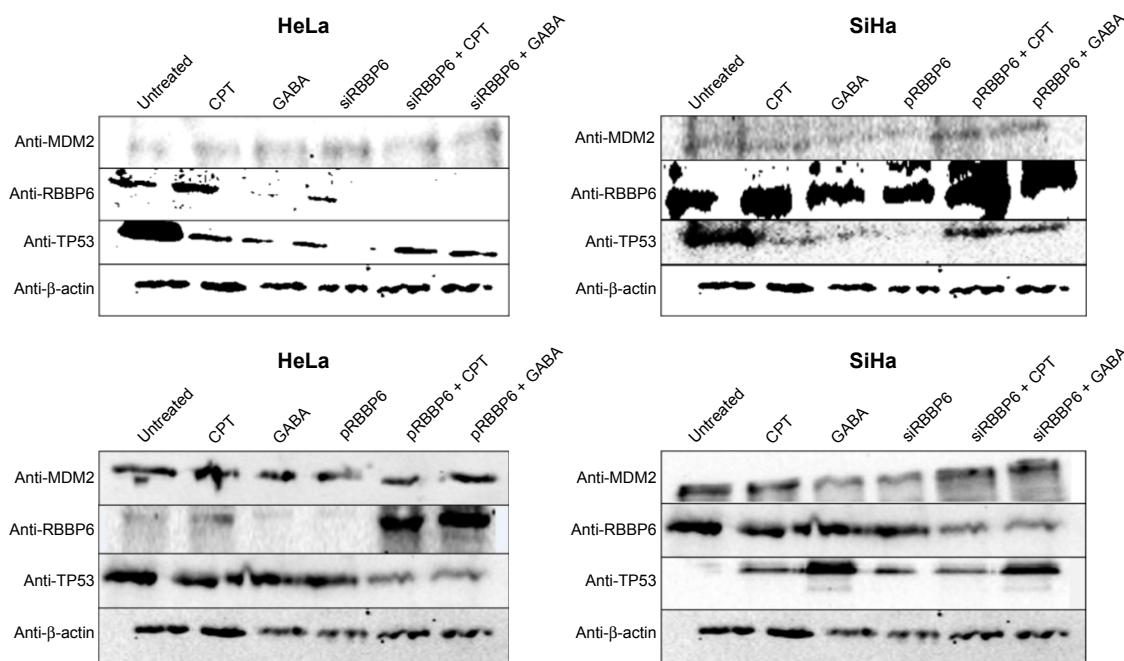 HeLa
Untreated
CPT
GABA
siRBBP6
siRBBP6 + CPT
siRBBP6 + GABA
Anti-MDM2
Anti-RBBP6
Anti-TP53
Anti-β-actin
SiHa
Untreated
CPT
GABA
pRBBP6
pRBBP6 + CPT
pRBBP6 + GABA
Anti-MDM2
Anti-RBBP6
Anti-TP53
Anti-β-actin
HeLa
Untreated
CPT
GABA
pRBBP6
pRBBP6 + CPT
pRBBP6 + GABA
Anti-MDM2
Anti-RBBP6
Anti-TP53
Anti-β-actin
SiHa
Untreated
CPT
GABA
siRBBP6
siRBBP6 + CPT
siRBBP6 + GABA
Anti-MDM2
Anti-RBBP6
Anti-TP53
Anti-β-actin